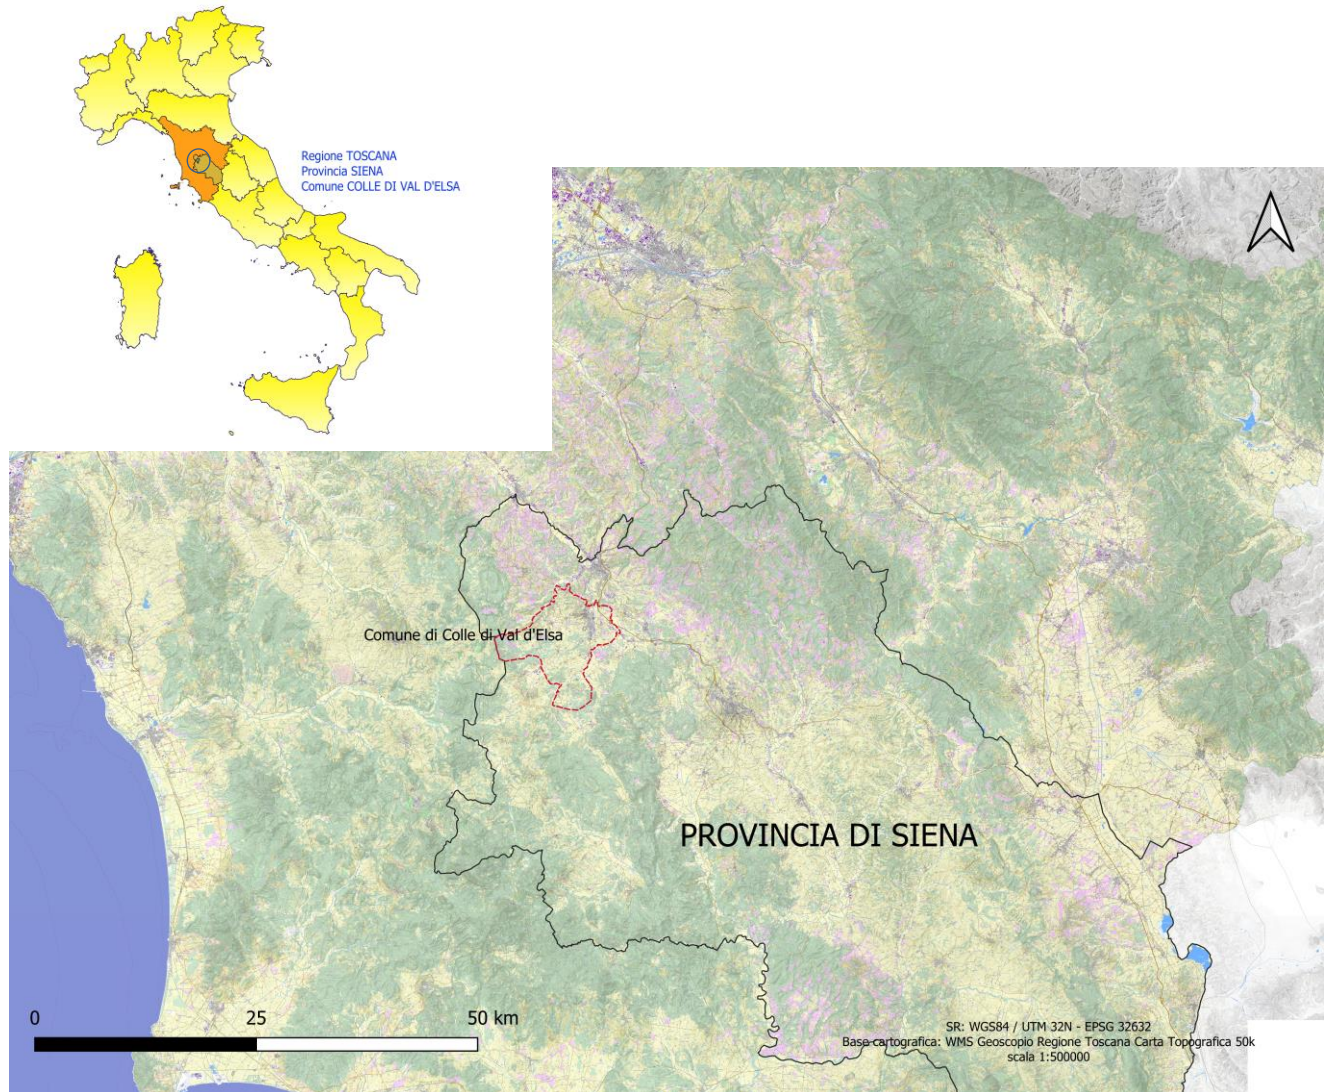 Regione TOSCANA
Provincia SIENA
Comune COLLE DI VAL D'ELSA
Comune di Colle di Val d'Elsa
PROVINCIA DI SIENA
0 25 50 km
SR: WGS84 / UTM 32N - EPSG 32632
Base cartografica: WMS Geoscopio Regione Toscana Carta Topografica 50k
scala 1:500000